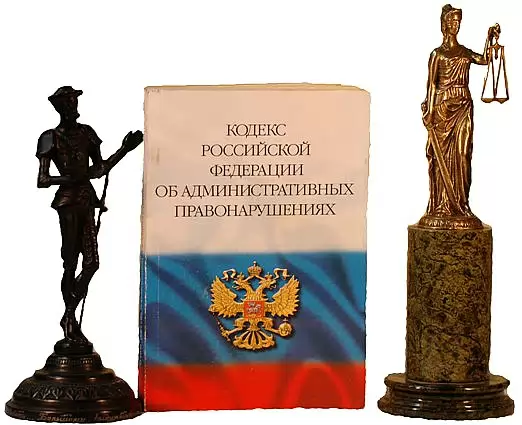 КОДЕКС
РОССИЙСКОЙ
ФЕДЕРАЦИИ
ОБ АДМИНИСТРАТИВНЫХ
ПРАВОНАРУШЕНИЯХ